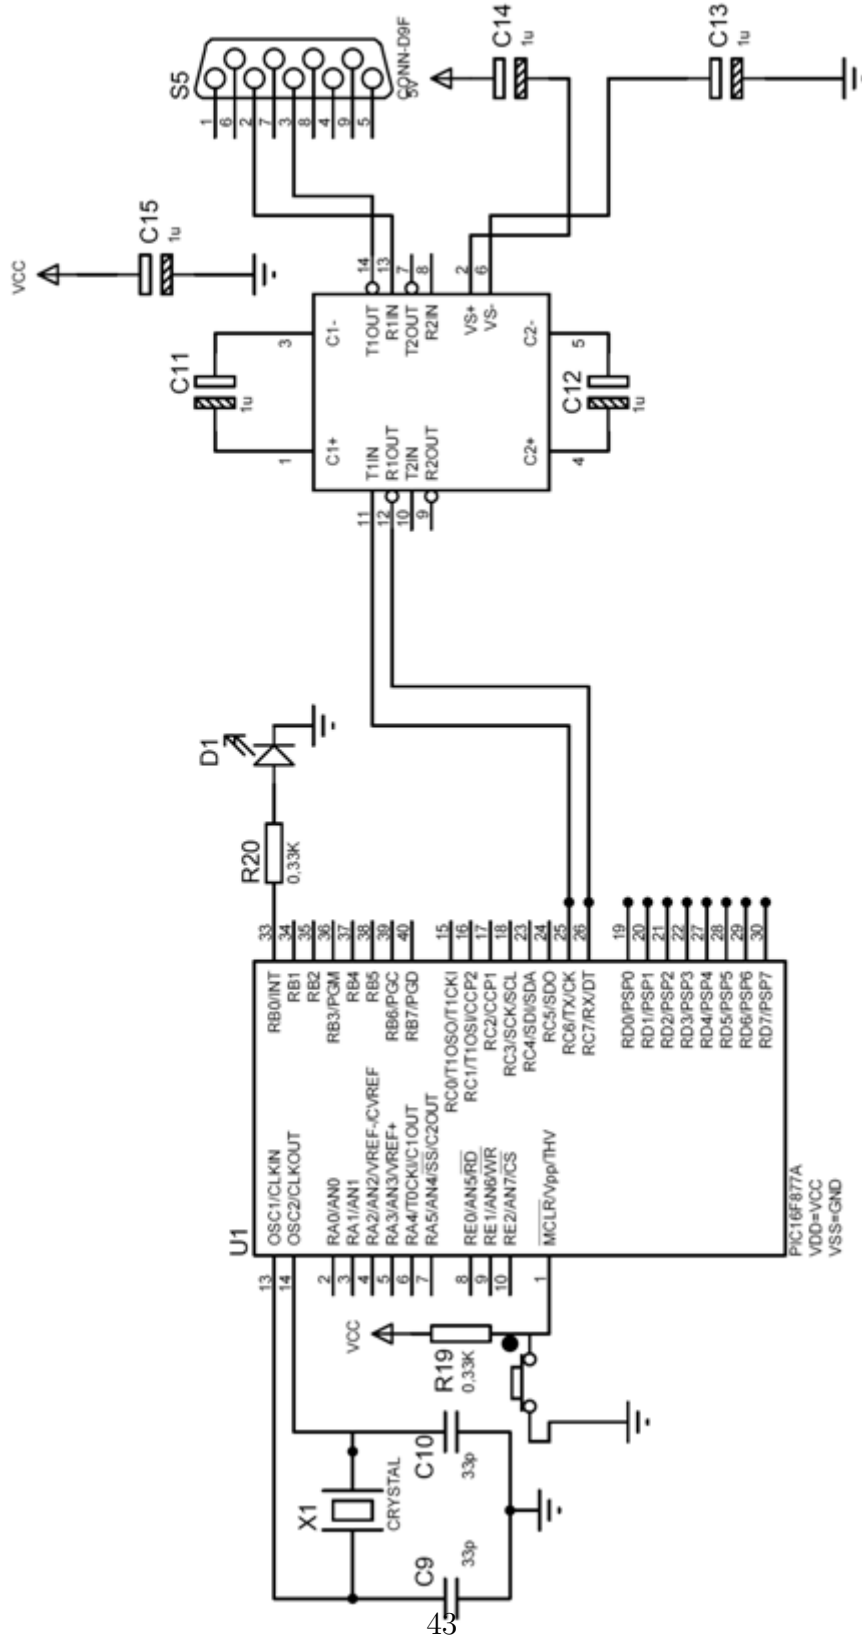 U1
13
OSC1/CLKIN
14
OSC2/CLKOUT
2
RA0/AN0
3
RA1/AN1
4
RA2/AN2/VREF-/CVREF
5
RA3/AN3/VREF+
6
RA4/T0CKI/C1OUT
7
RA5/AN4/SS/C2OUT
8
RE0/AN5/RD
9
RE1/AN6/WR
10
RE2/AN7/CS
1
MCLR/Vpp/THV
RB0/INT
33
RB1
34
RB2
35
RB3/PGM
36
RB4
37
RB5
38
RB6/PGC
39
RB7/PGD
40
RC0/T1OSO/T1CKI
15
RC1/T1OSI/CCP2
16
RC2/CCP1
17
RC3/SCK/SCL
18
RC4/SDI/SDA
23
RC5/SDO
24
RC6/TX/CK
25
RC7/RX/DT
26
RD0/PSP0
19
RD1/PSP1
20
RD2/PSP2
21
RD3/PSP3
22
RD4/PSP4
27
RD5/PSP5
28
RD6/PSP6
29
RD7/PSP7
30
PIC16F877A
VDD=VCC
VSS=GND
X1
CRYSTAL
C9
33p
C10
33p
VCC
R19
0,33K
R20
0,33K
D1
11
T1IN
12
R1OUT
10
T2IN
9
R2OUT
T1OUT
14
R1IN
13
T2OUT
7
R2IN
8
VS+
2
VS-
6
1
C1+
3
C1-
4
C2+
5
C2-
C11
1u
C12
1u
VCC
C15
1u
S5
1
6
2
7
3
8
4
9
5
CONN-D9F
5V
C14
1u
C13
1u
43